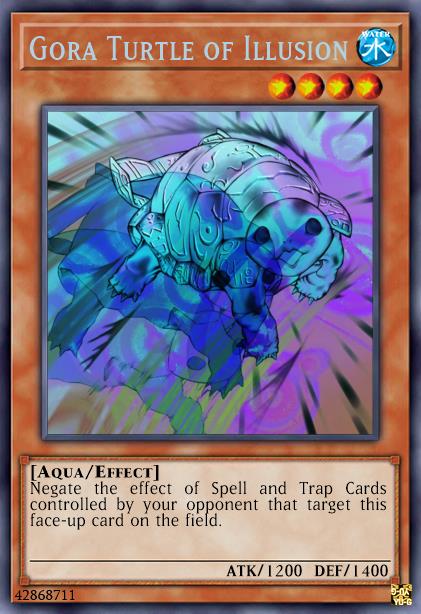 Gora Turtle of Illusion
WATER
水
[Aqua/Effect]
Negate the effect of Spell and Trap Cards
controlled by your opponent that target this
face-up card on the field.
ATK/1200 DEF/1400
42868711